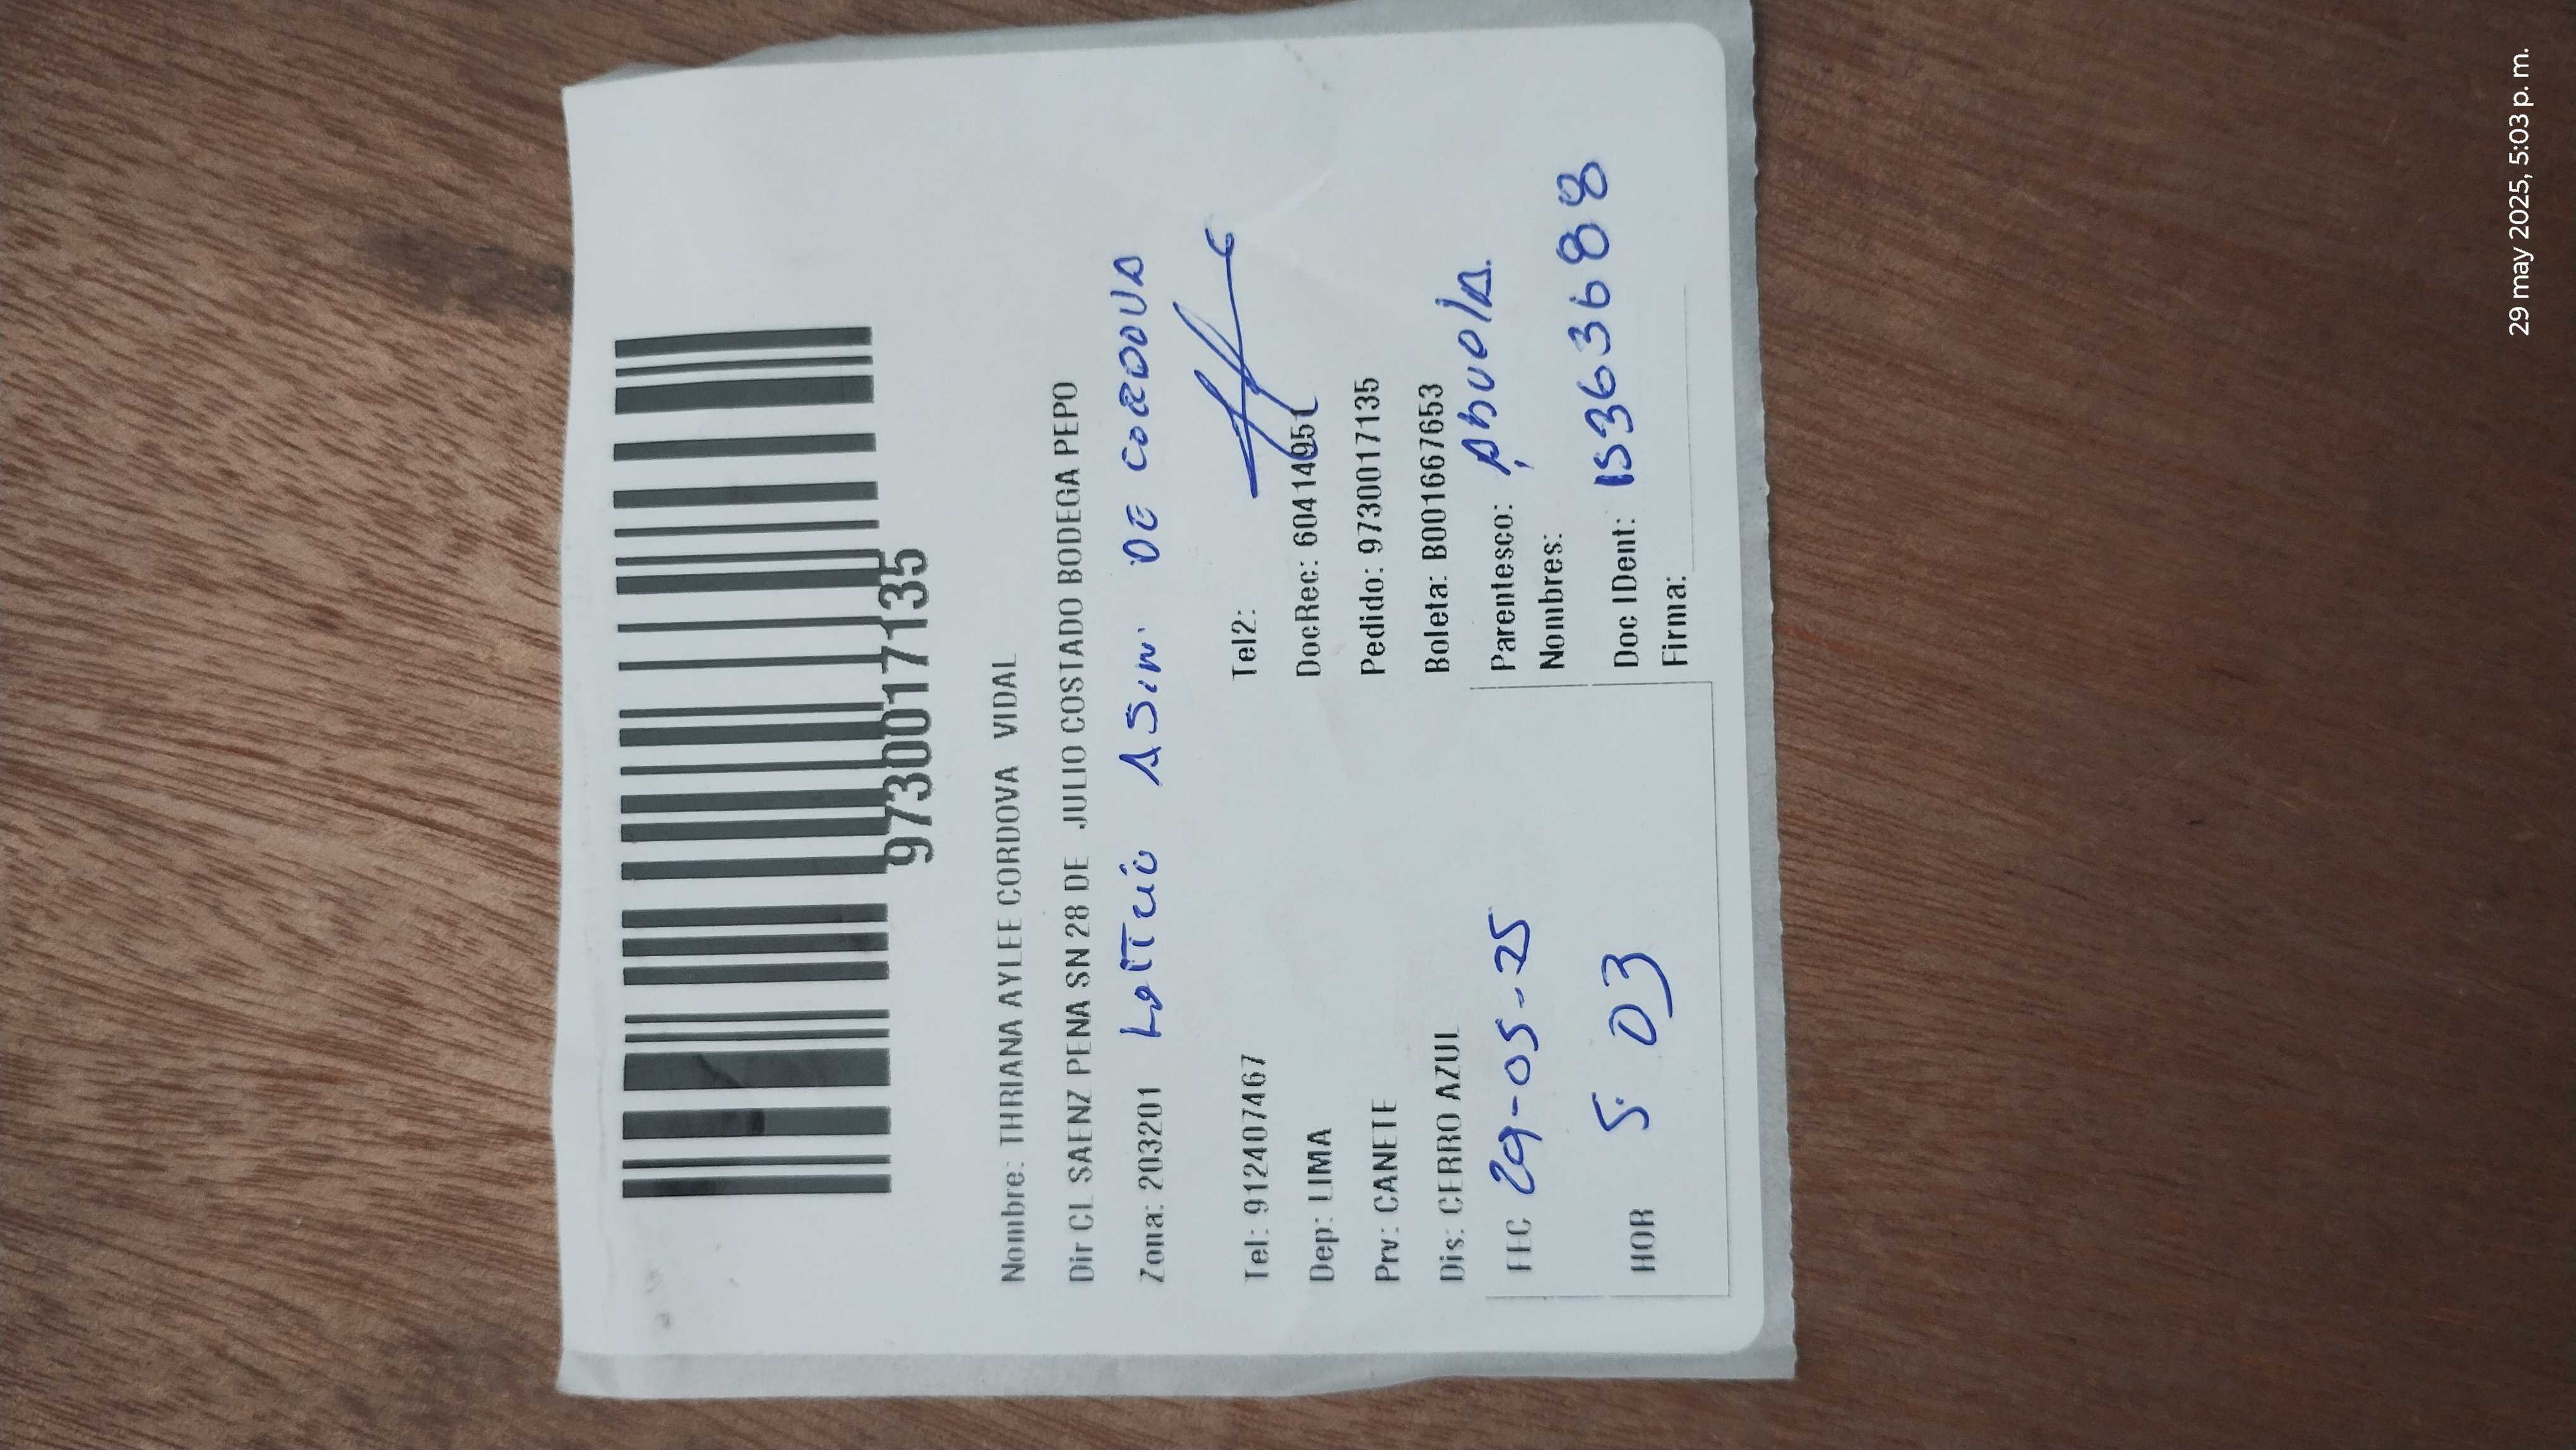 9730017135
Nombre: THRIANA AYLEE CORDOVA VIDAL
Dir CL SAENZ PENA SN 28 DE JULIO COSTADO BODEGA PEPO
Zona: 203201 ASIN DE CORDOVA
Tel: 912407467 Tel2:
Dep: LIMA DocRec: 6041495
Prv: CANETE Pedido: 9730017135
Dis: CERRO AZUL Boleta: B001667653
FEC 29-05-25 Parentesco: Abuela.
Nombres:
HOR 5.03 Doc IDent: 15363688
Firma:
29 may 2025, 5:03 p. m.